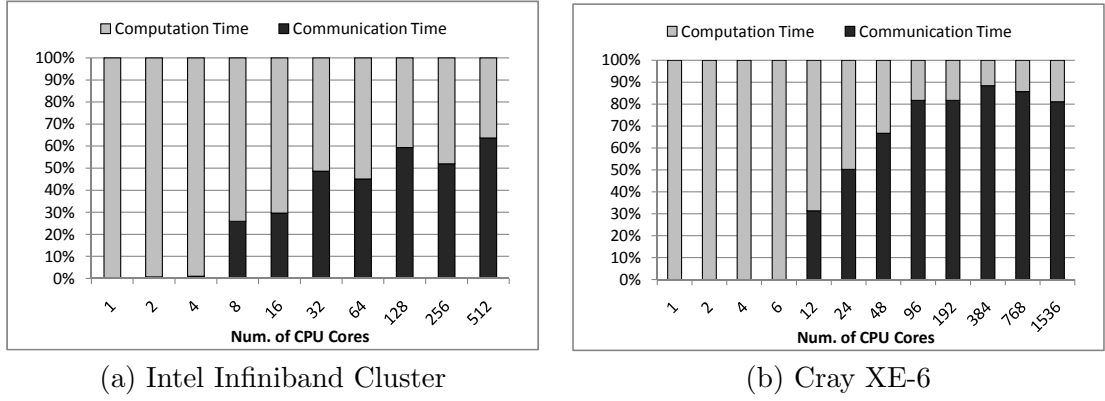 Computation Time Communication Time
100%
90%
80%
70%
60%
50%
40%
30%
20%
10%
0%
1 2 4 8 16 32 64 128 256 512
Num. of CPU Cores
(a) Intel Infiniband Cluster
Computation Time Communication Time
100%
90%
80%
70%
60%
50%
40%
30%
20%
10%
0%
1 2 4 6 12 24 48 96 192 384 768 1536
Num. of CPU Cores
(b) Cray XE-6